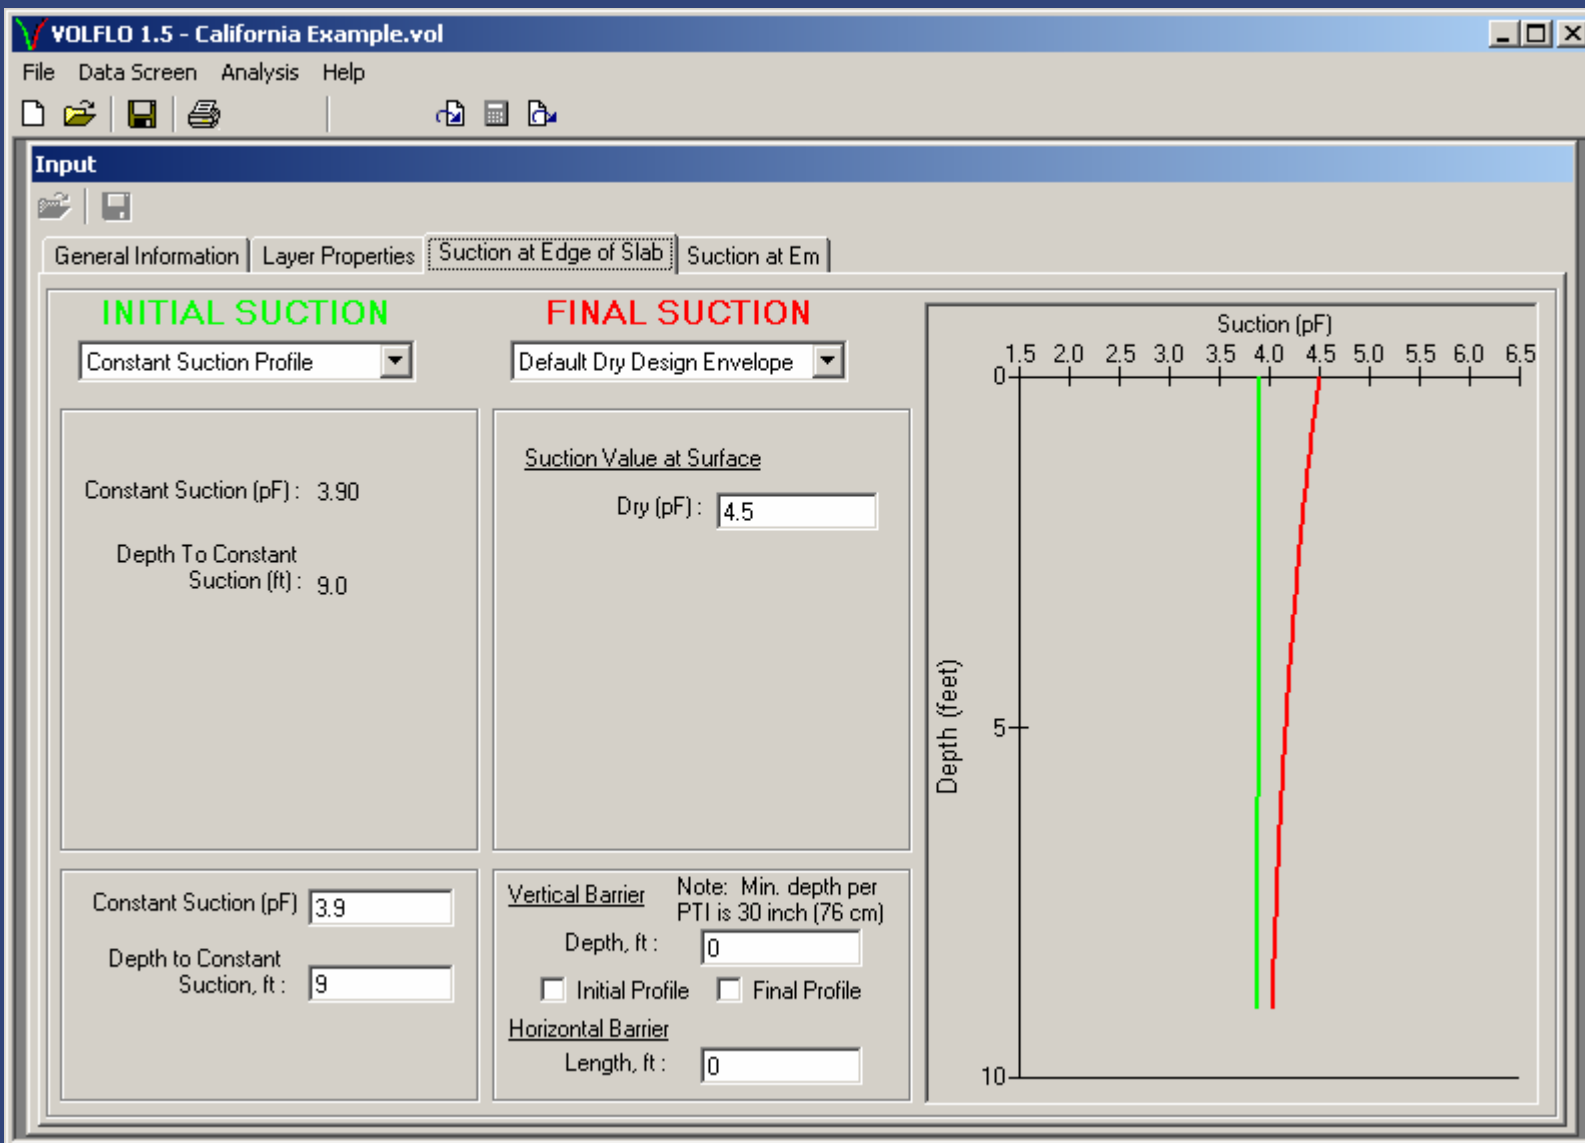 VOLFLO 1.5 - California Example.vol
File Data Screen Analysis Help
Input
General Information Layer Properties Suction at Edge of Slab Suction at Em
INITIAL SUCTION
Constant Suction Profile
Constant Suction (pF) : 3.90
Depth To Constant
Suction (ft) : 9.0
Constant Suction (pF) 3.9
Depth to Constant
Suction, ft : 9
FINAL SUCTION
Default Dry Design Envelope
Suction Value at Surface
Dry (pF) : 4.5
Vertical Barrier
Note: Min. depth per
PTI is 30 inch (76 cm)
Depth, ft : 0
Initial Profile Final Profile
Horizontal Barrier
Length, ft : 0
Suction (pF)
1.5 2.0 2.5 3.0 3.5 4.0 4.5 5.0 5.5 6.0 6.5
0
Depth (feet)
5
10